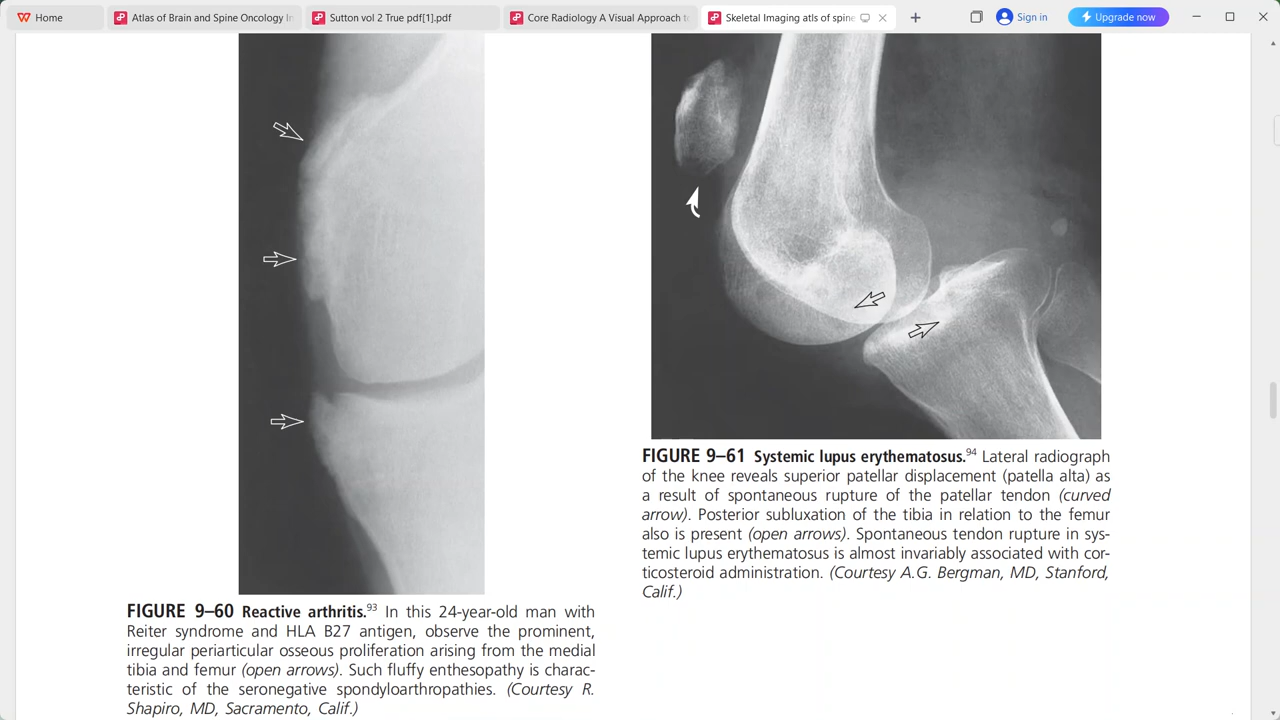 Home
Atlas of Brain and Spine Oncology I
Sutton vol 2 True pdf[1].pdf
Core Radiology A Visual Approach to
Skeletal Imaging atls of spine
Sign in
Upgrade now
FIGURE 9–60 Reactive arthritis.93 In this 24-year-old man with
Reiter syndrome and HLA B27 antigen, observe the prominent,
irregular periarticular osseous proliferation arising from the medial
tibia and femur (open arrows). Such fluffy enthesopathy is charac-
teristic of the seronegative spondyloarthropathies. (Courtesy R.
Shapiro, MD, Sacramento, Calif.)
FIGURE 9–61 Systemic lupus erythematosus.94 Lateral radiograph
of the knee reveals superior patellar displacement (patella alta) as
a result of spontaneous rupture of the patellar tendon (curved
arrow). Posterior subluxation of the tibia in relation to the femur
also is present (open arrows). Spontaneous tendon rupture in sys-
temic lupus erythematosus is almost invariably associated with cor-
ticosteroid administration. (Courtesy A.G. Bergman, MD, Stanford,
Calif.)